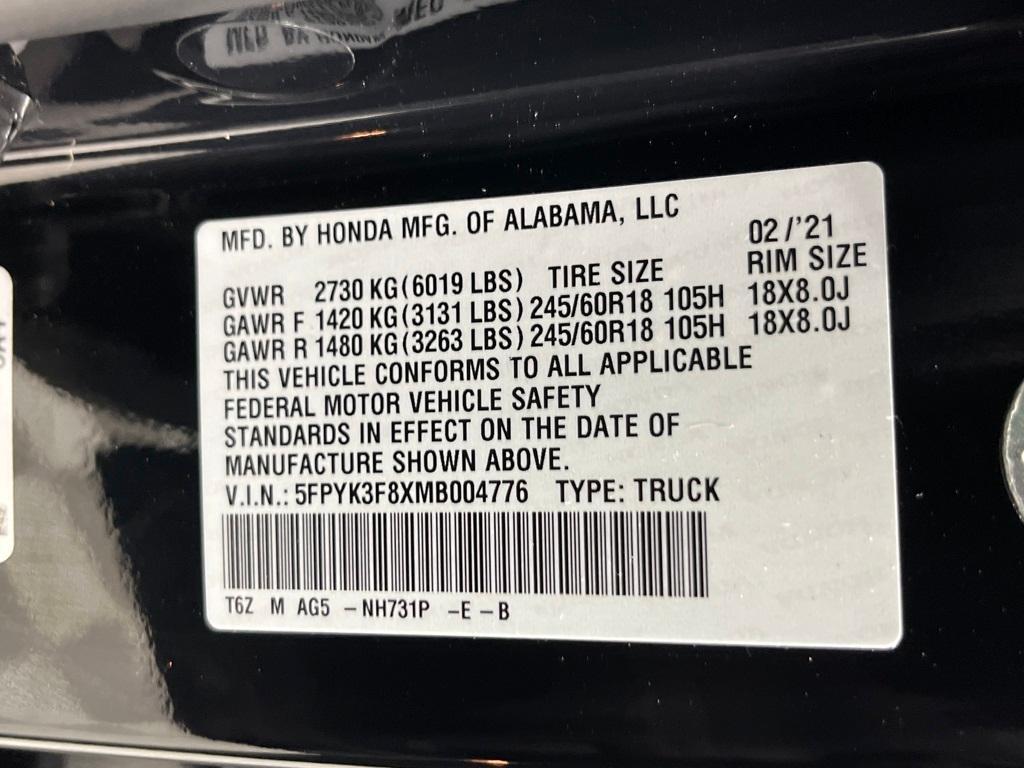 MFD. BY HONDA MFG. OF ALABAMA, LLC
02/'21
GVWR 2730 KG (6019 LBS) TIRE SIZE RIM SIZE
GAWR F 1420 KG (3131 LBS) 245/60R18 105H 18X8.0J
GAWR R 1480 KG (3263 LBS) 245/60R18 105H 18X8.0J
THIS VEHICLE CONFORMS TO ALL APPLICABLE
FEDERAL MOTOR VEHICLE SAFETY
STANDARDS IN EFFECT ON THE DATE OF
MANUFACTURE SHOWN ABOVE.
V.I.N.: 5FPYK3F8XMB004776 TYPE: TRUCK
T6Z M AG5 – NH731P – E – B